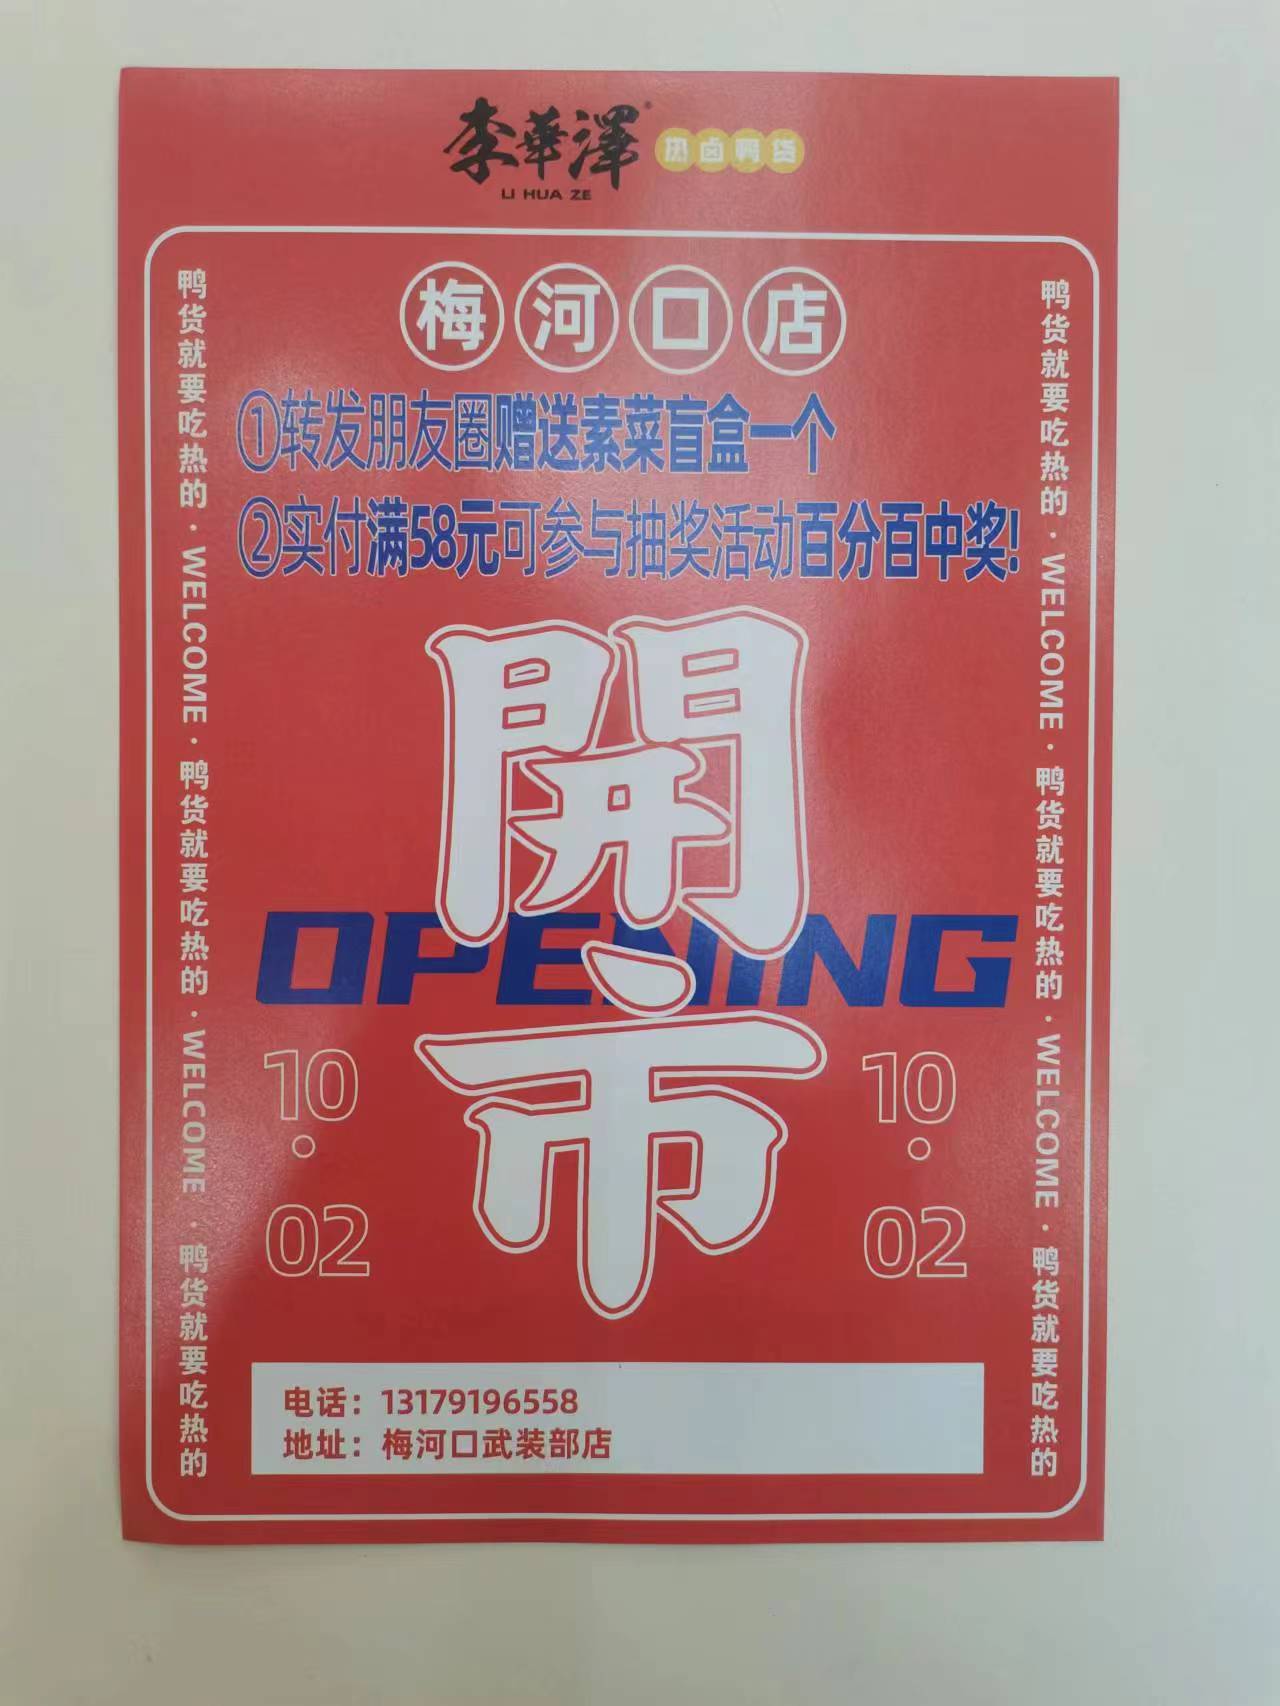 李華澤®
LI HUA ZE
热卤鸭货
梅河口店
①转发朋友圈赠送素菜盲盒一个
②实付满58元可参与抽奖活动百分百中奖!
開市
OPENING
10·02
10·02
鸭货就要吃热的·WELCOME·鸭货就要吃热的·WELCOME·鸭货就要吃热的
鸭货就要吃热的·WELCOME·鸭货就要吃热的·WELCOME·鸭货就要吃热的
电话：13179196558
地址：梅河口武装部店